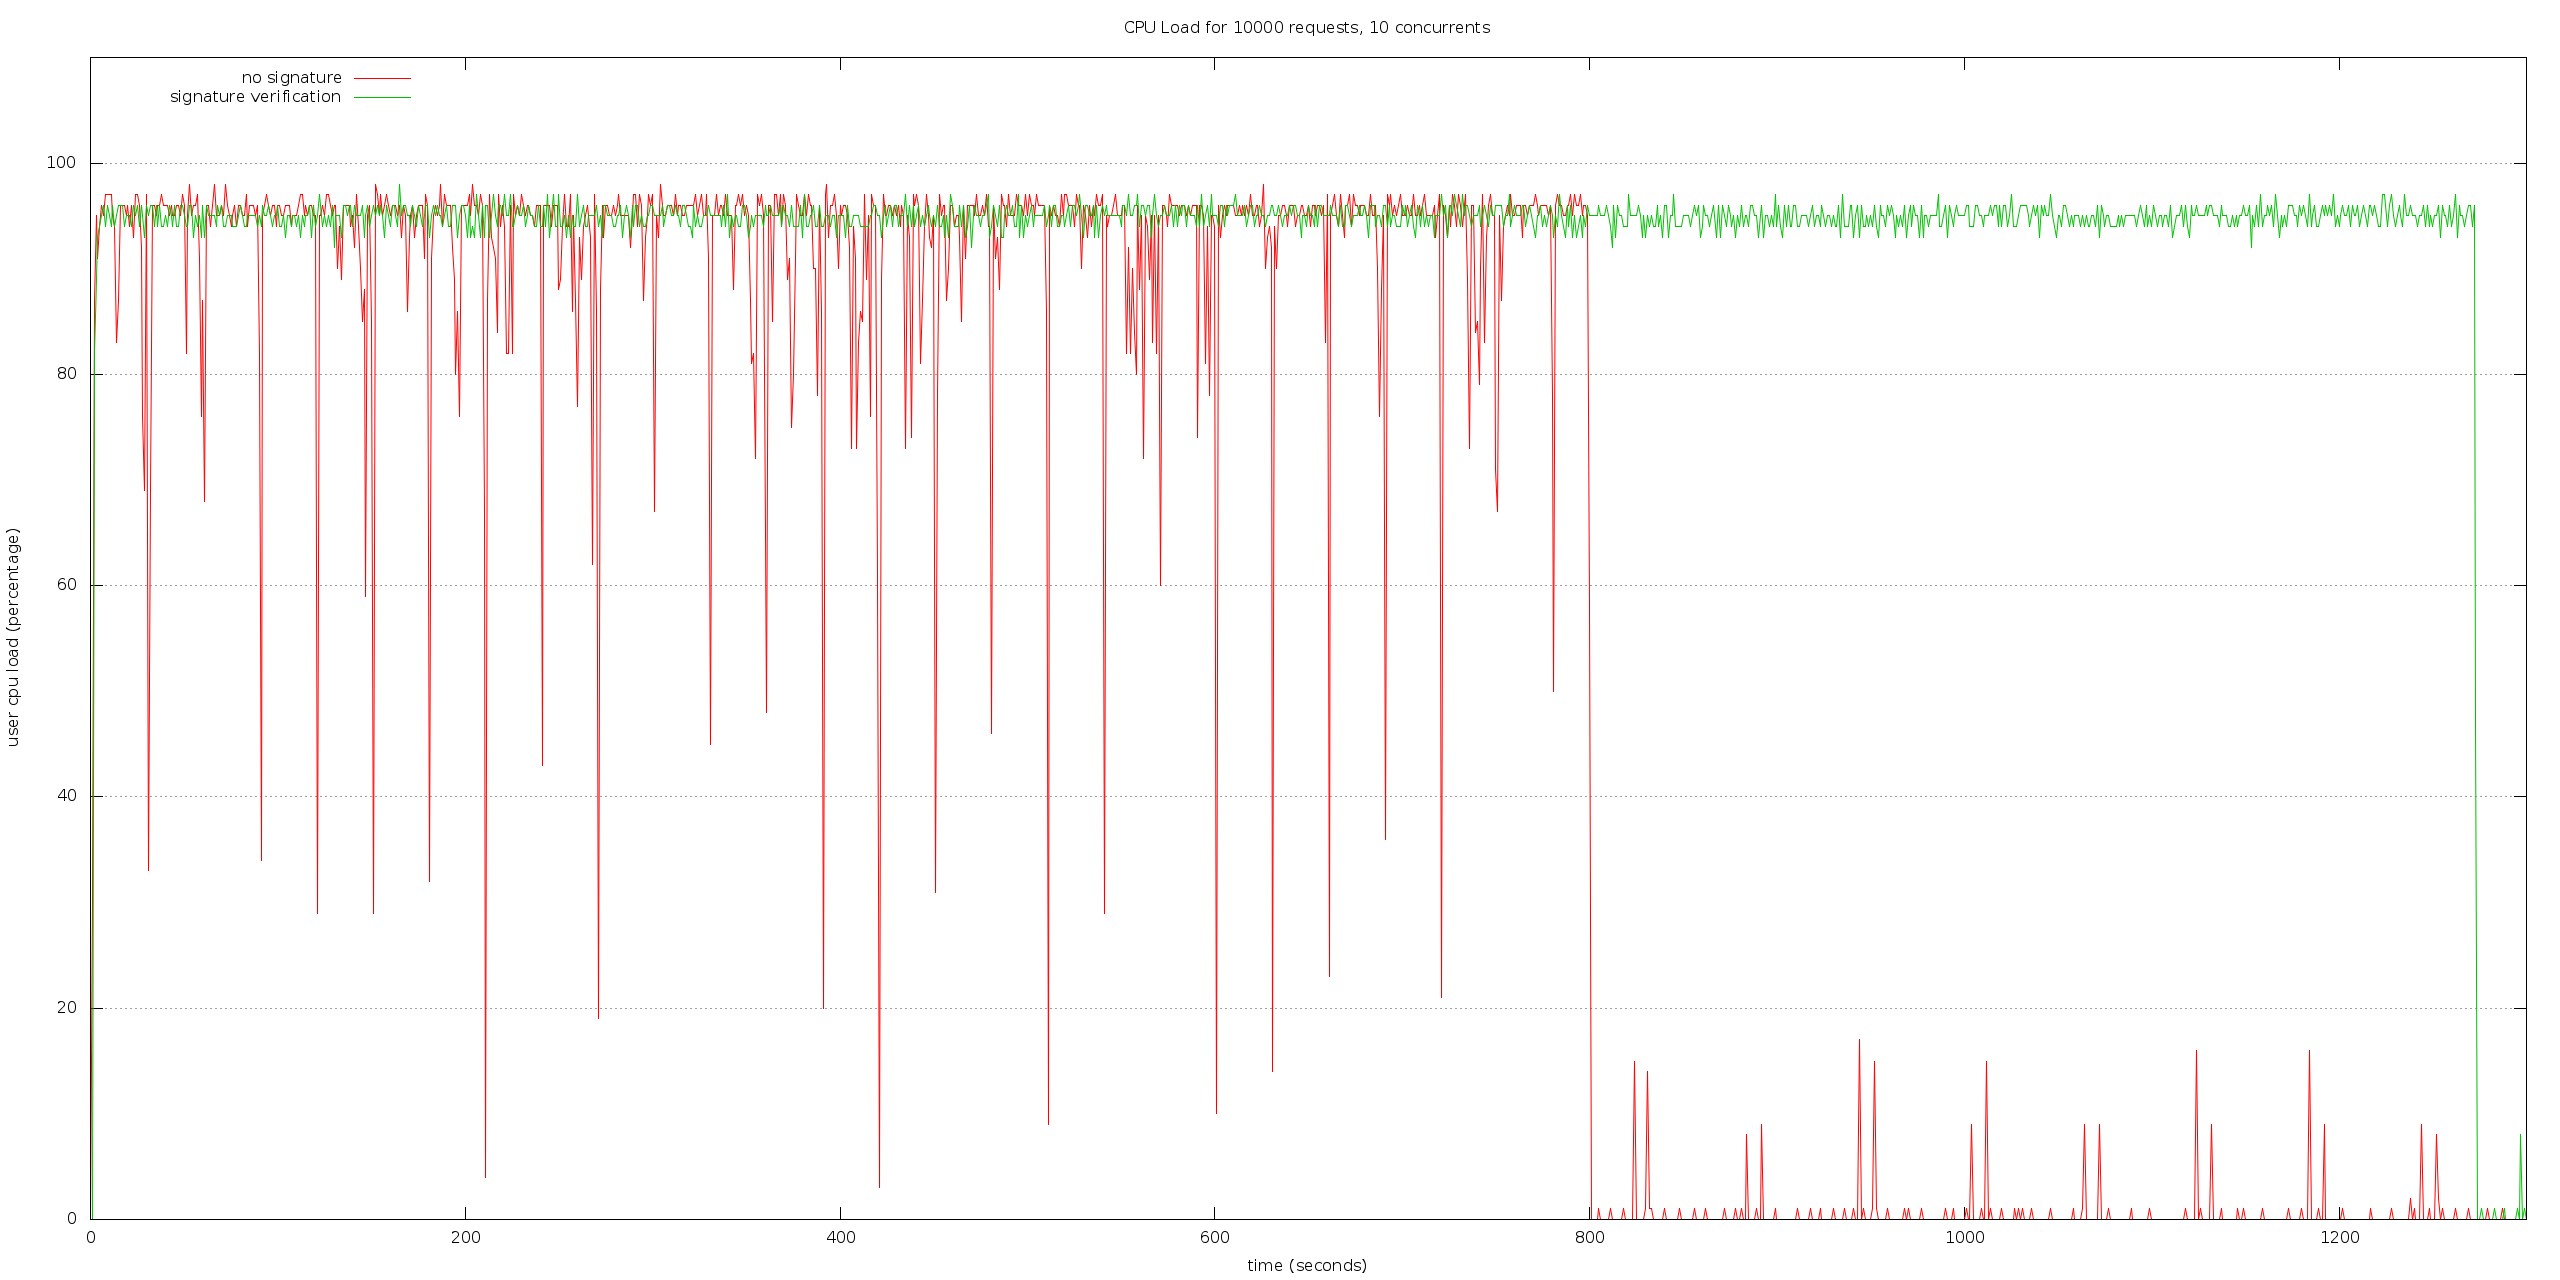 CPU Load for 10000 requests, 10 concurrents
no signature
signature verification
100
80
60
40
20
0
user cpu load (percentage)
0 200 400 600 800 1000 1200
time (seconds)